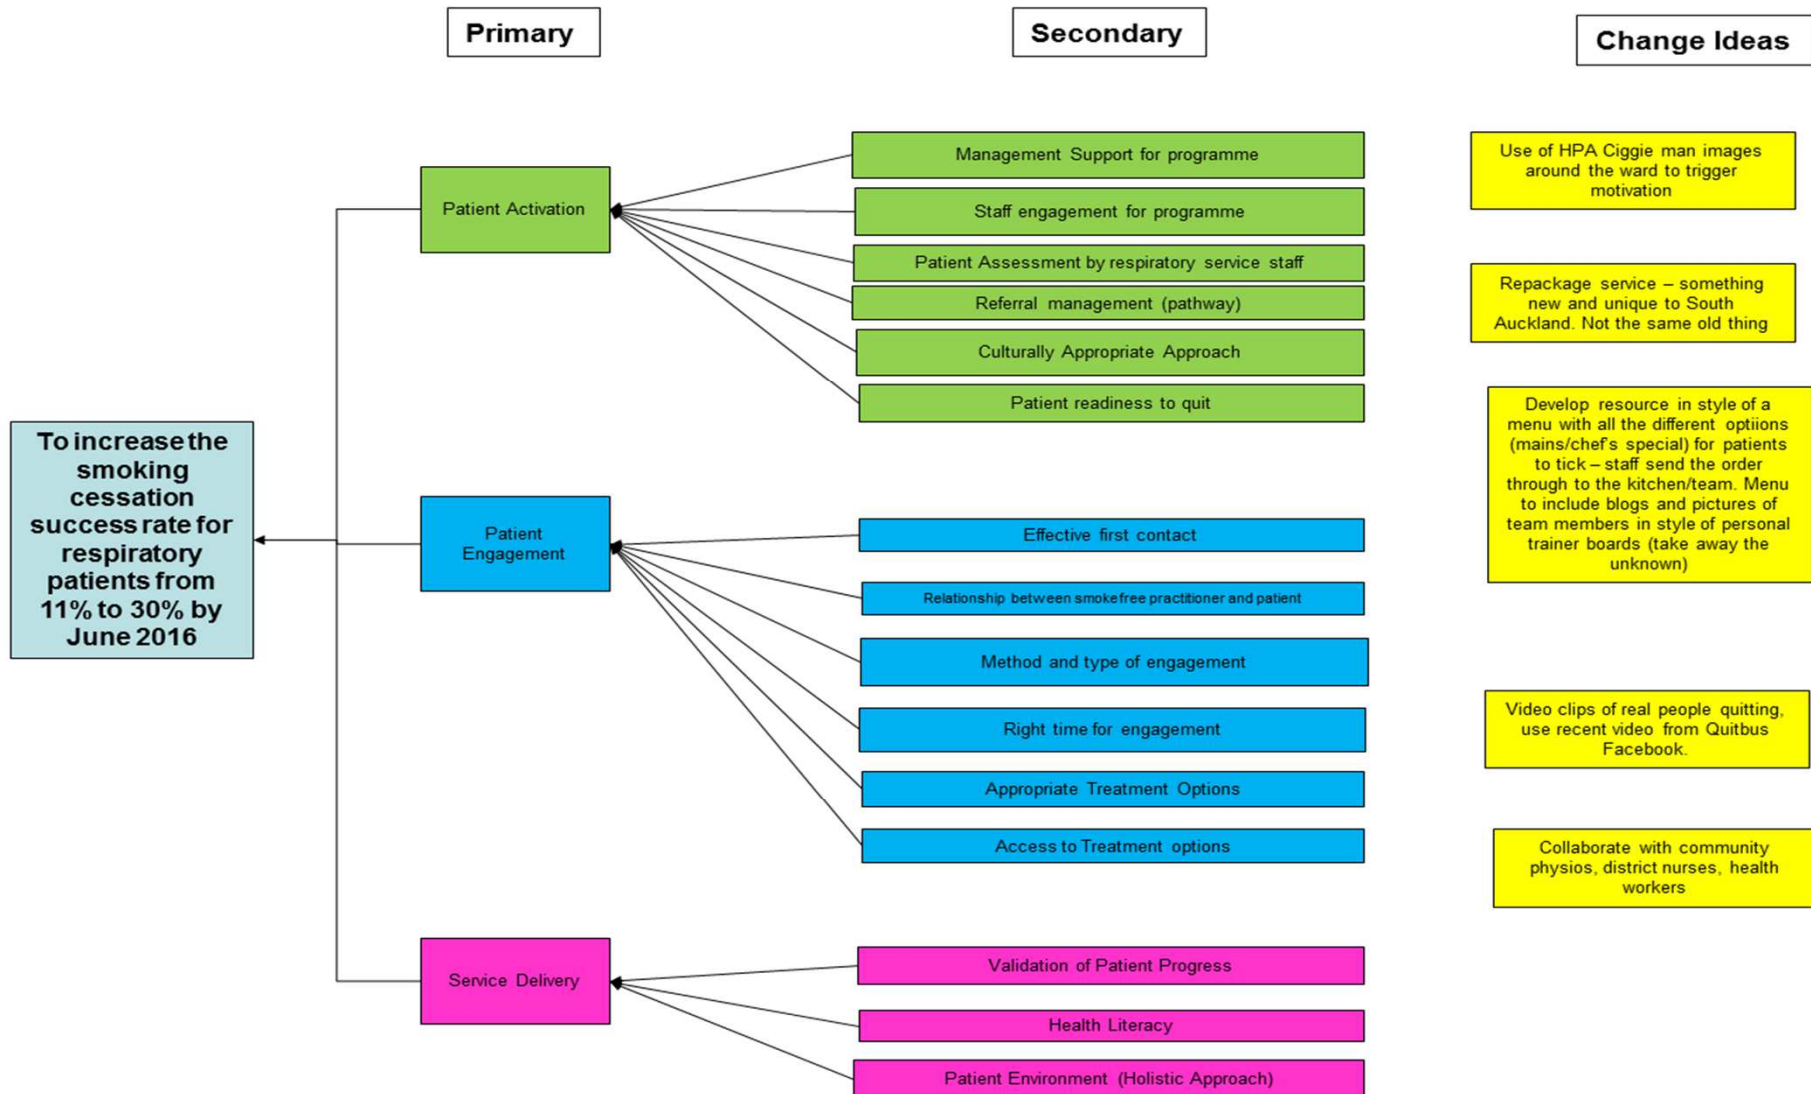 Primary
Secondary
Change Ideas
To increase the
smoking
cessation
success rate for
respiratory
patients from
11% to 30% by
June 2016
Patient Activation
Management Support for programme
Staff engagement for programme
Patient Assessment by respiratory service staff
Referral management (pathway)
Culturally Appropriate Approach
Patient readiness to quit
Patient
Engagement
Effective first contact
Relationship between smokefree practitioner and patient
Method and type of engagement
Right time for engagement
Appropriate Treatment Options
Access to Treatment options
Service Delivery
Validation of Patient Progress
Health Literacy
Patient Environment (Holistic Approach)
Use of HPA Ciggie man images
around the ward to trigger
motivation
Repackage service – something
new and unique to South
Auckland. Not the same old thing
Develop resource in style of a
menu with all the different optiions
(mains/chef's special) for patients
to tick – staff send the order
through to the kitchen/team. Menu
to include blogs and pictures of
team members in style of personal
trainer boards (take away the
unknown)
Video clips of real people quitting,
use recent video from Quitbus
Facebook.
Collaborate with community
physios, district nurses, health
workers